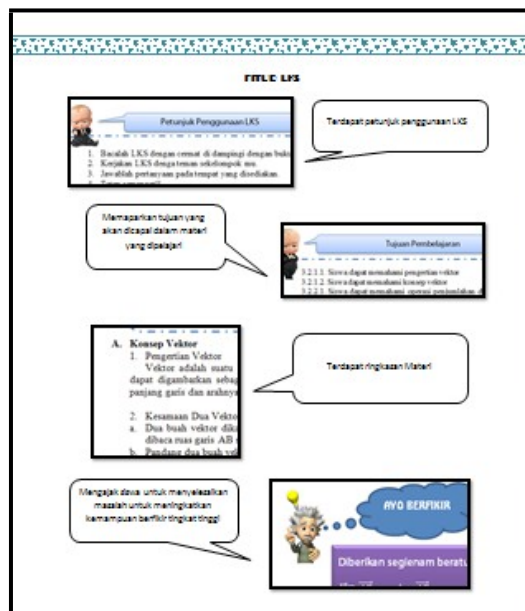 FITUR LKS
Petunjuk Penggunaan LKS
1. Bacalah LKS dengan cermat di dampingi dengan buku
2. Kerjakan LKS denga teman sekelompok mu.
3. Jawablah pertanyaan pada tempat yang disediakan.
Terdapat petunjuk penggunaan LKS
Memaparkan tujuan yang
akan dicapai dalam materi
yang dipelajari
Tujuan Pembelajaran
3.2.1.1. Siswa dapat memahami pengertian vektor
3.2.1.2. Siswa dapat memahami konsep vektor
3.2.2.1. Siswa dapat memahami operasi penjumlahan d
A. Konsep Vektor
1. Pengertian Vektor
Vektor adalah suatu
dapat digambarkan sebag
panjang garis dan arahnya
2. Kesamaan Dua Vekto
a. Dua buah vektor dika
dibaca ruas garis AB
b. Pandang dua buah vek
Terdapat ringkasan Materi
Mengajak siswa untuk menyelesaikan
masalah untuk meningkatkan
kemampuan berfikir tingkat tinggi
AYO BERFIKIR
Diberikan segienam beratu